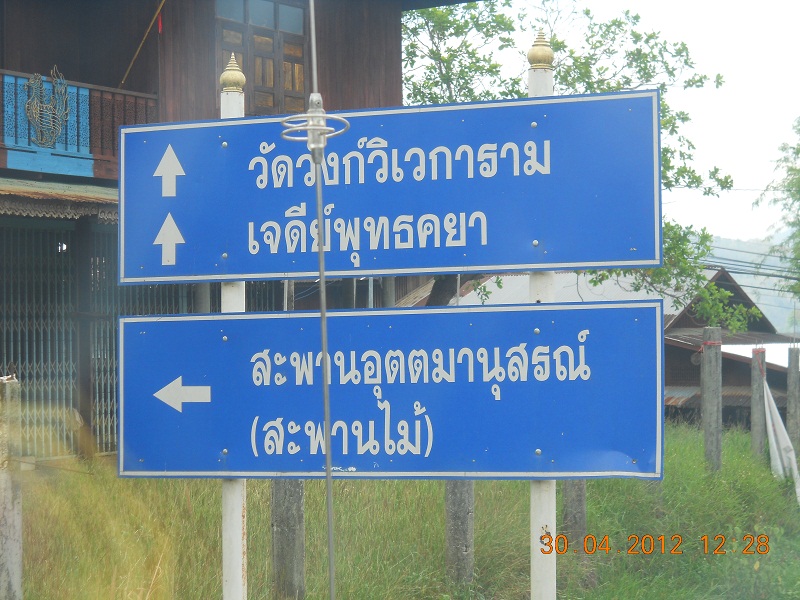 วัดวังก์วิเวการาม
เจดีย์พุทธคยา
สะพานอุตตมานุสรณ์
(สะพานไม้)
30.04.2012 12:28